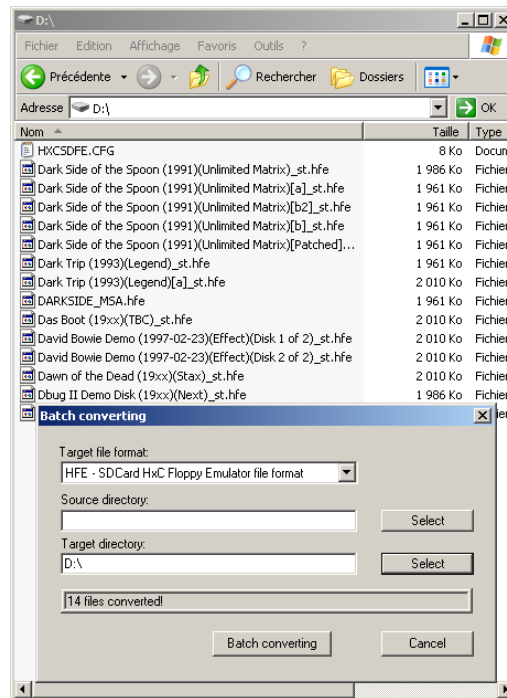 D:\
Fichier Edition Affichage Favoris Outils ?
Précédente Rechercher Dossiers
Adresse D:\ OK
Nom Taille Type
HXCSDFE.CFG 8 Ko Docun
Dark Side of the Spoon (1991)(Unlimited Matrix)_st.hfe 1 986 Ko Fichier
Dark Side of the Spoon (1991)(Unlimited Matrix)[a]_st.hfe 1 961 Ko Fichier
Dark Side of the Spoon (1991)(Unlimited Matrix)[b2]_st.hfe 1 961 Ko Fichier
Dark Side of the Spoon (1991)(Unlimited Matrix)[b]_st.hfe 1 961 Ko Fichier
Dark Side of the Spoon (1991)(Unlimited Matrix)[Patched]... 1 961 Ko Fichier
Dark Trip (1993)(Legend)_st.hfe 1 961 Ko Fichier
Dark Trip (1993)(Legend)[a]_st.hfe 2 010 Ko Fichier
DARKSIDE_MSA.hfe 1 961 Ko Fichier
Das Boot (19xx)(TBC)_st.hfe 2 010 Ko Fichier
David Bowie Demo (1997-02-23)(Effect)(Disk 1 of 2)_st.hfe 2 010 Ko Fichier
David Bowie Demo (1997-02-23)(Effect)(Disk 2 of 2)_st.hfe 2 010 Ko Fichier
Dawn of the Dead (19xx)(Stax)_st.hfe 2 010 Ko Fichier
Dbug II Demo Disk (19xx)(Next)_st.hfe 1 986 Ko Fichier
Batch converting
Target file format:
HFE - SDCard HxC Floppy Emulator file format
Source directory:
Select
Target directory:
D:\ Select
14 files converted!
Batch converting Cancel